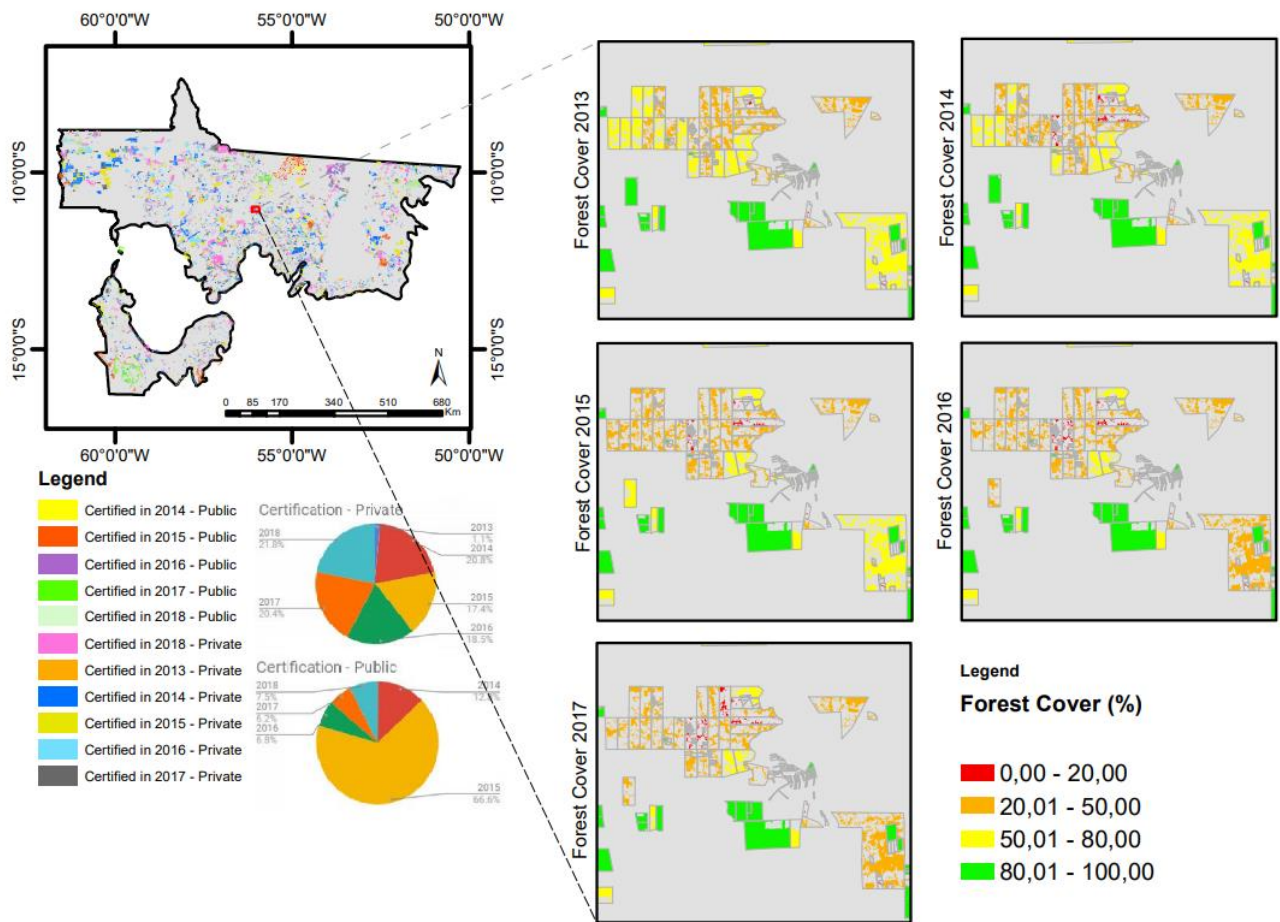 60°0'0"W 55°0'0"W 50°0'0"W
10°0'0"S
15°0'0"S
10°0'0"S
15°0'0"S
N
0 85 170 340 510 680
Km
60°0'0"W 55°0'0"W 50°0'0"W
Legend
Certified in 2014 - Public
Certified in 2015 - Public
Certified in 2016 - Public
Certified in 2017 - Public
Certified in 2018 - Public
Certified in 2018 - Private
Certified in 2013 - Private
Certified in 2014 - Private
Certified in 2015 - Private
Certified in 2016 - Private
Certified in 2017 - Private
Certification - Private
2018
21.8%
2013
1.1%
2014
20.8%
2017
20.4%
2015
17.4%
2016
18.5%
Certification - Public
2018
7.5%
2014
2017
6.2%
2016
6.8%
2015
66.6%
Forest Cover 2013
Forest Cover 2014
Forest Cover 2015
Forest Cover 2016
Forest Cover 2017
Legend
Forest Cover (%)
0,00 - 20,00
20,01 - 50,00
50,01 - 80,00
80,01 - 100,00